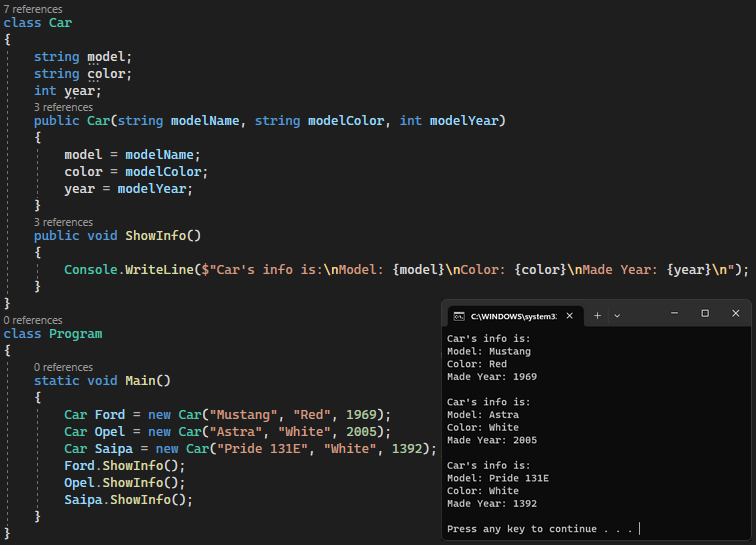 7 references
class Car
{
string model;
string color;
int year;
3 references
public Car(string modelName, string modelColor, int modelYear)
{
model = modelName;
color = modelColor;
year = modelYear;
}
3 references
public void ShowInfo()
{
Console.WriteLine($"Car's info is:\nModel: {model}\nColor: {color}\nMade Year: {year}\n");
}
}
0 references
class Program
{
0 references
static void Main()
{
Car Ford = new Car("Mustang", "Red", 1969);
Car Opel = new Car("Astra", "White", 2005);
Car Saipa = new Car("Pride 131E", "White", 1392);
Ford.ShowInfo();
Opel.ShowInfo();
Saipa.ShowInfo();
}
}
C:\WINDOWS\system32
Car's info is:
Model: Mustang
Color: Red
Made Year: 1969
Car's info is:
Model: Astra
Color: White
Made Year: 2005
Car's info is:
Model: Pride 131E
Color: White
Made Year: 1392
Press any key to continue . . .